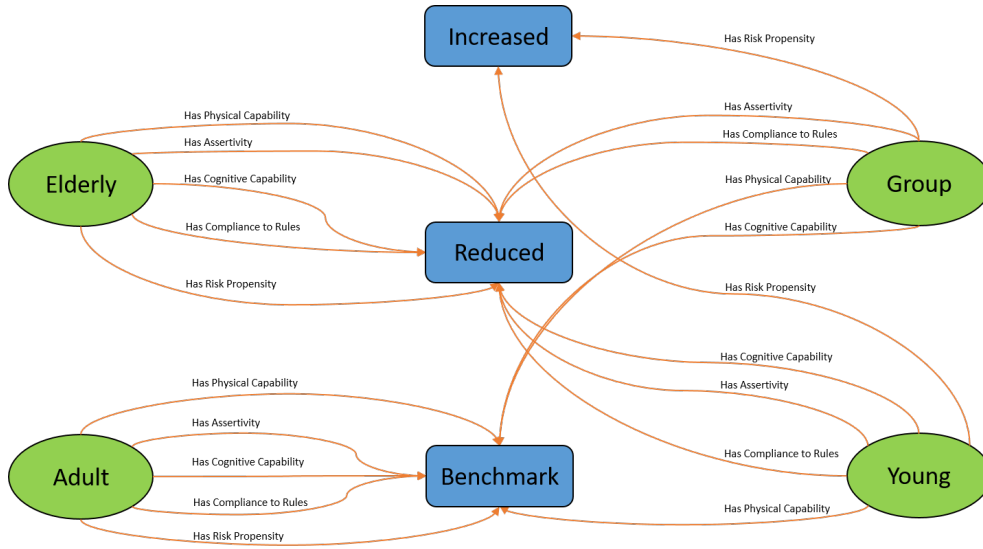 Increased
Has Risk Propensity
Has Physical Capability
Has Assertivity
Has Assertivity
Has Compliance to Rules
Elderly
Has Cognitive Capability
Has Physical Capability
Group
Has Compliance to Rules
Has Cognitive Capability
Reduced
Has Risk Propensity
Has Risk Propensity
Has Cognitive Capability
Has Physical Capability
Has Assertivity
Has Assertivity
Has Compliance to Rules
Adult
Has Cognitive Capability
Benchmark
Young
Has Compliance to Rules
Has Physical Capability
Has Risk Propensity